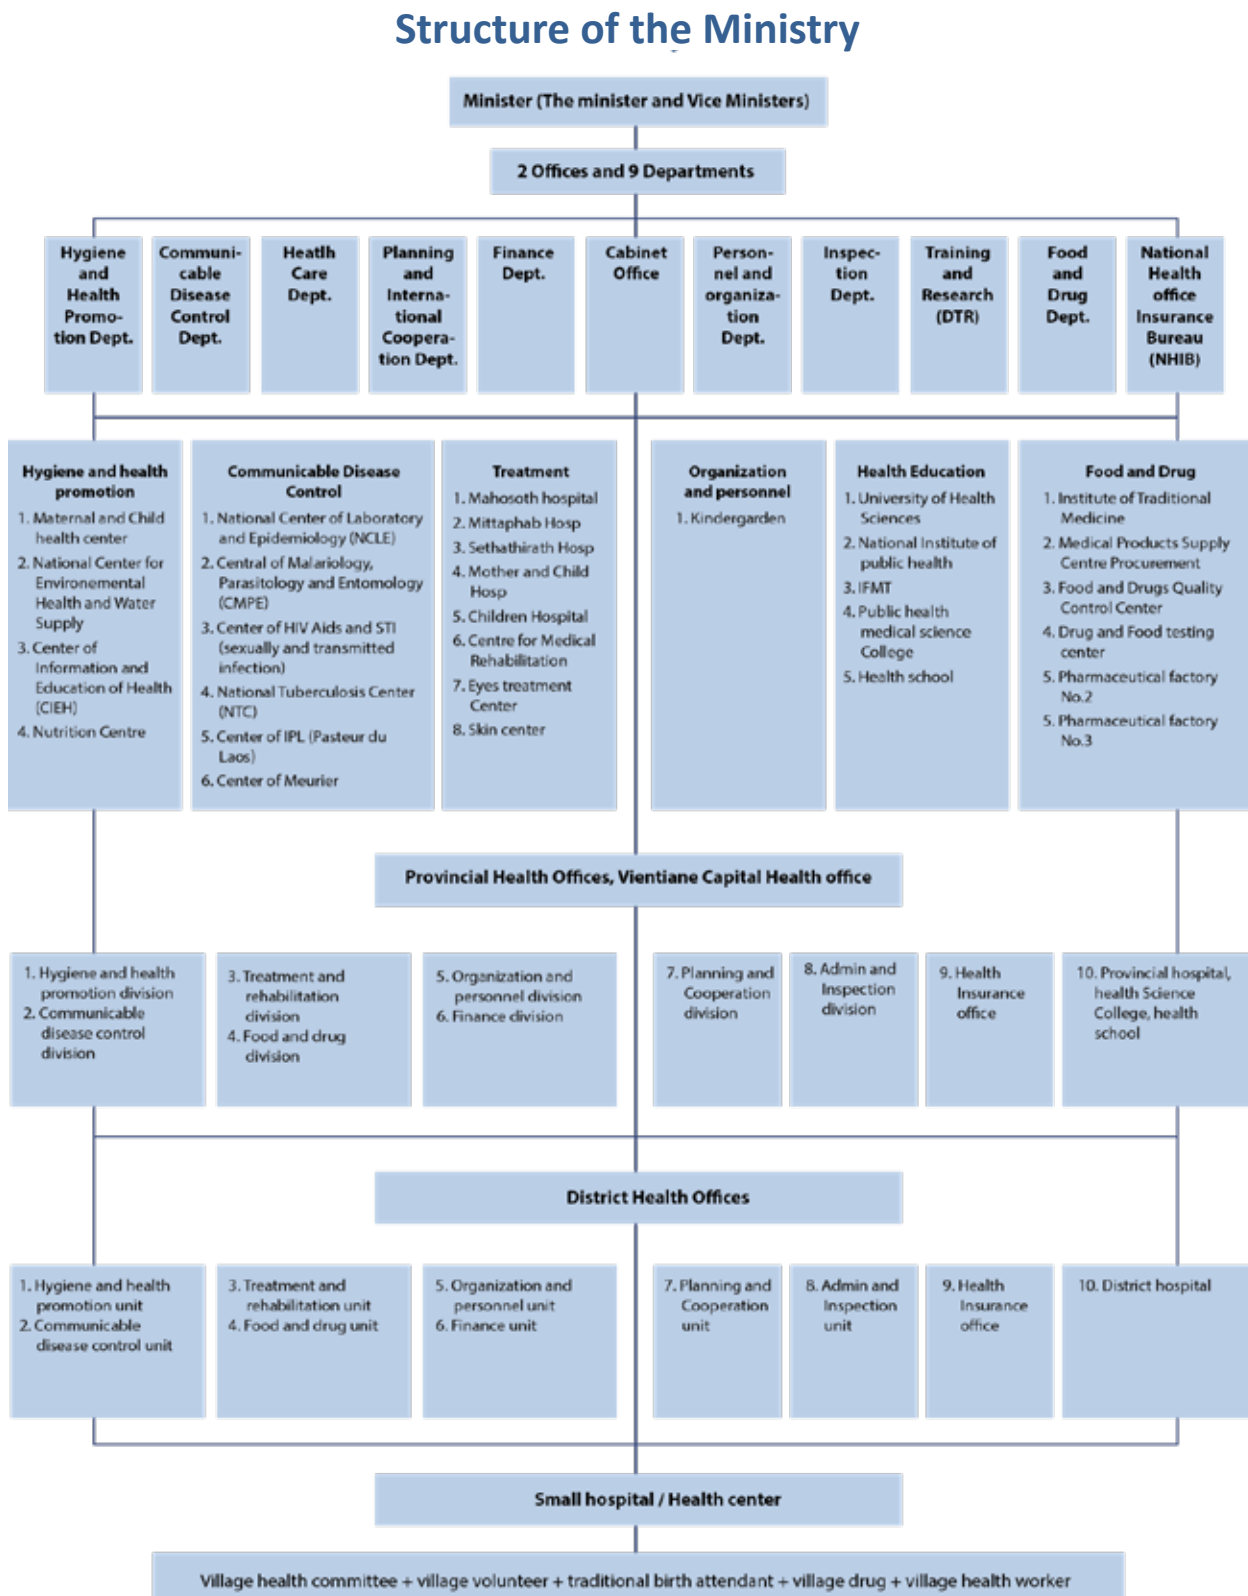 Structure of the Ministry
Minister (The minister and Vice Ministers)
2 Offices and 9 Departments
Hygiene
and
Health
Promo-
tion Dept.
Communi-
cable
Disease
Control
Dept.
Heatlh
Care
Dept.
Planning
and
Interna-
tional
Coopera-
tion Dept.
Finance
Dept.
Cabinet
Office
Person-
nel and
organiza-
tion
Dept.
Inspec-
tion
Dept.
Training
and
Research
(DTR)
Food
and
Drug
Dept.
National
Health
office
Insurance
Bureau
(NHIB)
Hygiene and health
promotion
1. Maternal and Child
health center
2. National Center for
Environemental
Health and Water
Supply
3. Center of
Information and
Education of Health
(CIEH)
4. Nutrition Centre
Communicable Disease
Control
1. National Center of Laboratory
and Epidemiology (NCLE)
2. Central of Malariology,
Parasitology and Entomology
(CMPE)
3. Center of HIV Aids and STI
(sexually and transmitted
infection)
4. National Tuberculosis Center
(NTC)
5. Center of IPL (Pasteur du
Laos)
6. Center of Meurier
Treatment
1. Mahosoth hospital
2. Mittaphab Hosp
3. Sethathirath Hosp
4. Mother and Child
Hosp
5. Children Hospital
6. Centre for Medical
Rehabilitation
7. Eyes treatment
Center
8. Skin center
Organization
and personnel
1. Kindergarden
Health Education
1. University of Health
Sciences
2. National Institute of
public health
3. IFMT
4. Public health
medical science
College
5. Health school
Food and Drug
1. Institute of Traditional
Medicine
2. Medical Products Supply
Centre Procurement
3. Food and Drugs Quality
Control Center
4. Drug and Food testing
center
5. Pharmaceutical factory
No.2
5. Pharmaceutical factory
No.3
Provincial Health Offices, Vientiane Capital Health office
1. Hygiene and health
promotion division
2. Communicable
disease control
division
3. Treatment and
rehabilitation
division
4. Food and drug
division
5. Organization and
personnel division
6. Finance division
7. Planning and
Cooperation
division
8. Admin and
Inspection
division
9. Health
Insurance
office
10. Provincial hospital,
health Science
College, health
school
District Health Offices
1. Hygiene and health
promotion unit
2. Communicable
disease control unit
3. Treatment and
rehabilitation unit
4. Food and drug unit
5. Organization and
personnel unit
6. Finance unit
7. Planning and
Cooperation
unit
8. Admin and
Inspection
unit
9. Health
Insurance
office
10. District hospital
Small hospital / Health center
Village health committee + village volunteer + traditional birth attendant + village drug + village health worker